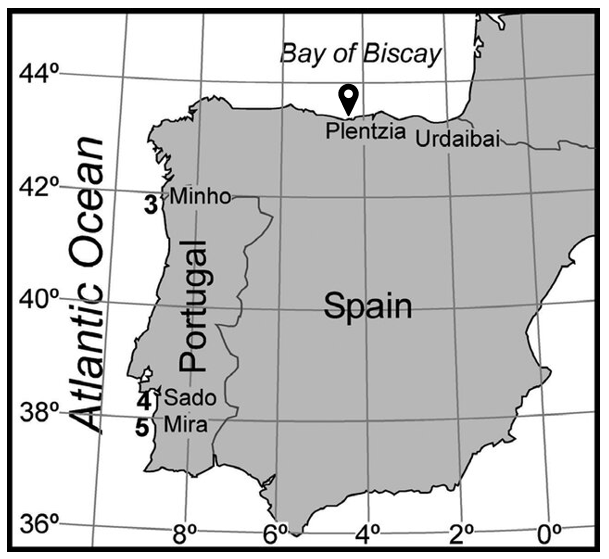 Bay of Biscay
44º
Plentzia Urdaibai
42º
3 Minho
Atlantic Ocean
Portugal
40º
Spain
4 Sado
38º
5 Mira
36º
8º 6º 4º 2º 0º